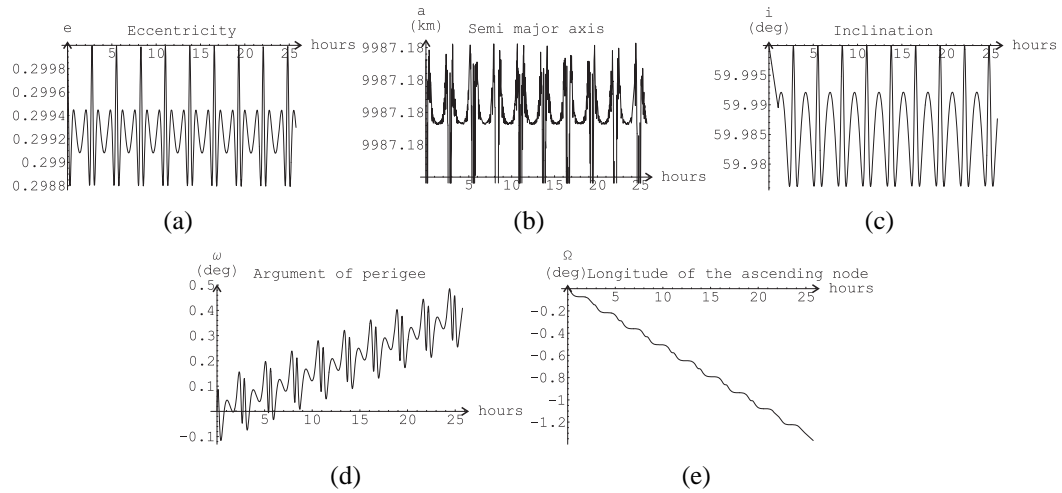 e Eccentricity
hours
5 10 15 20 25
0.2998
0.2996
0.2994
0.2992
0.299
0.2988
(a)
a
(km) Semi major axis
9987.18
9987.18
9987.18
9987.18
hours
5 10 15 20 25
(b)
i
(deg) Inclination
hours
5 10 15 20 25
59.995
59.99
59.985
59.98
(c)
ω
(deg) Argument of perigee
0.5
0.4
0.3
0.2
0.1
-0.1
hours
5 10 15 20 25
(d)
Ω
(deg) Longitude of the ascending node
hours
5 10 15 20 25
-0.2
-0.4
-0.6
-0.8
-1
-1.2
(e)